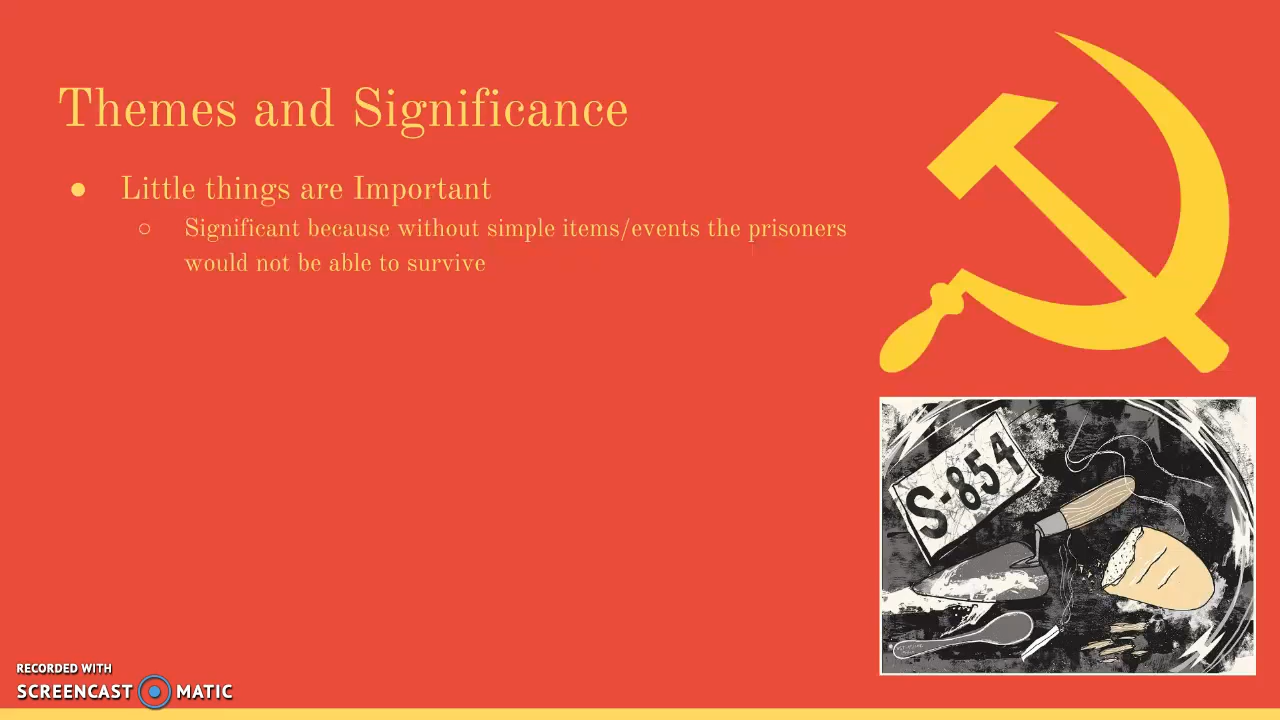 Themes and Significance
● Little things are Important
○ Significant because without simple items/events the prisoners
would not be able to survive
S-854
RECORDED WITH
SCREENCAST MATIC